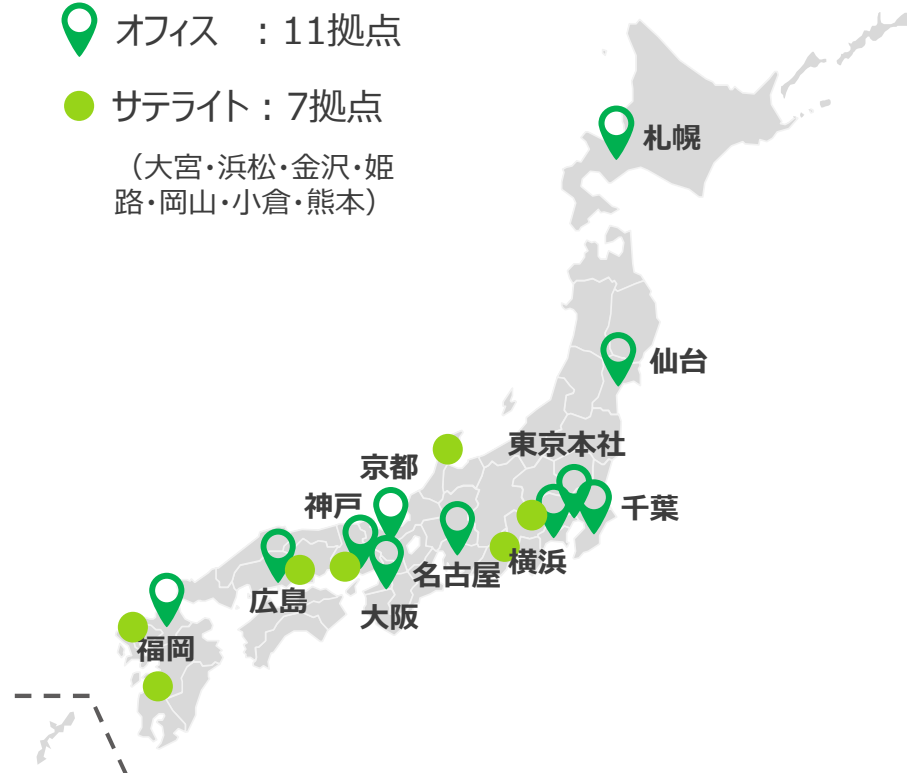 オフィス ：11拠点
サテライト：7拠点
（大宮・浜松・金沢・姫
路・岡山・小倉・熊本）
札幌
仙台
東京本社
京都
神戸
千葉
横浜
名古屋
広島
大阪
福岡